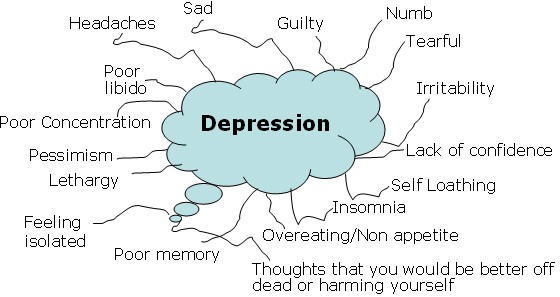 Sad
Headaches
Guilty
Numb
Tearful
Poor
libido
Irritability
Poor Concentration
Depression
Pessimism
Lack of confidence
Lethargy
Self Loathing
Feeling
isolated
Insomnia
Poor memory
Overeating/Non appetite
Thoughts that you would be better off
dead or harming yourself